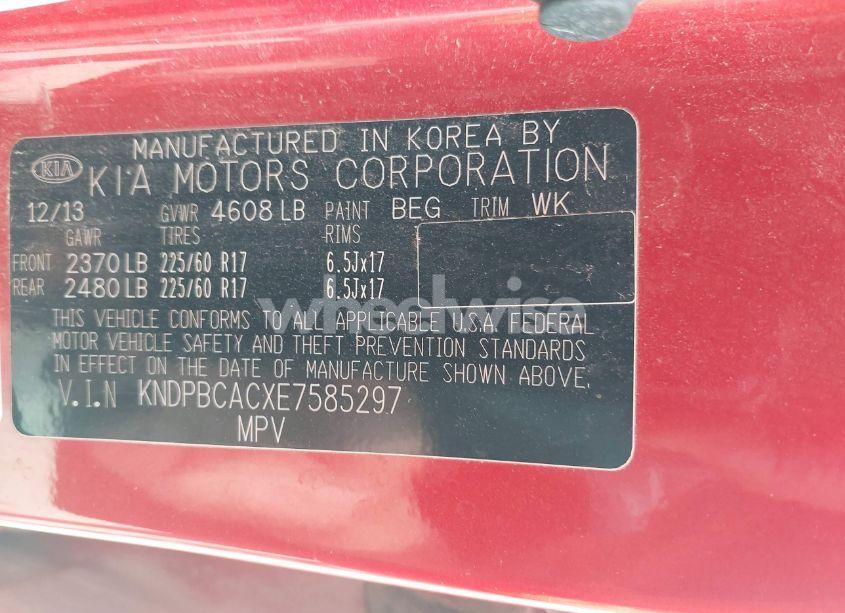 MANUFACTURED IN KOREA BY
KIA KIA MOTORS CORPORATION
12/13 GVWR 4608 LB PAINT BEG TRIM WK
GAWR TIRES RIMS
FRONT 2370 LB 225/60 R17 6.5Jx17
REAR 2480 LB 225/60 R17 6.5Jx17
wheelwise
THIS VEHICLE CONFORMS TO ALL APPLICABLE U.S.A. FEDERAL
MOTOR VEHICLE SAFETY AND THEFT PREVENTION STANDARDS
IN EFFECT ON THE DATE OF MANUFACTURE SHOWN ABOVE.
V.I.N KNDPBCACXE7585297
MPV